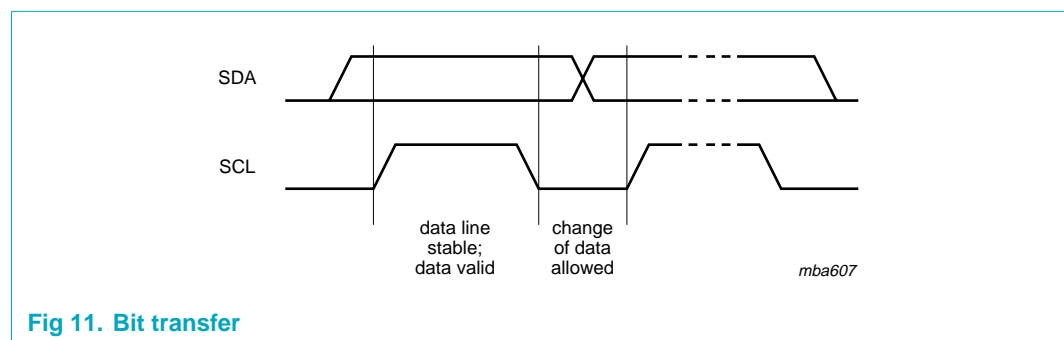 SDA
SCL
data line
stable;
data valid
change
of data
allowed
mba607
Fig 11. Bit transfer